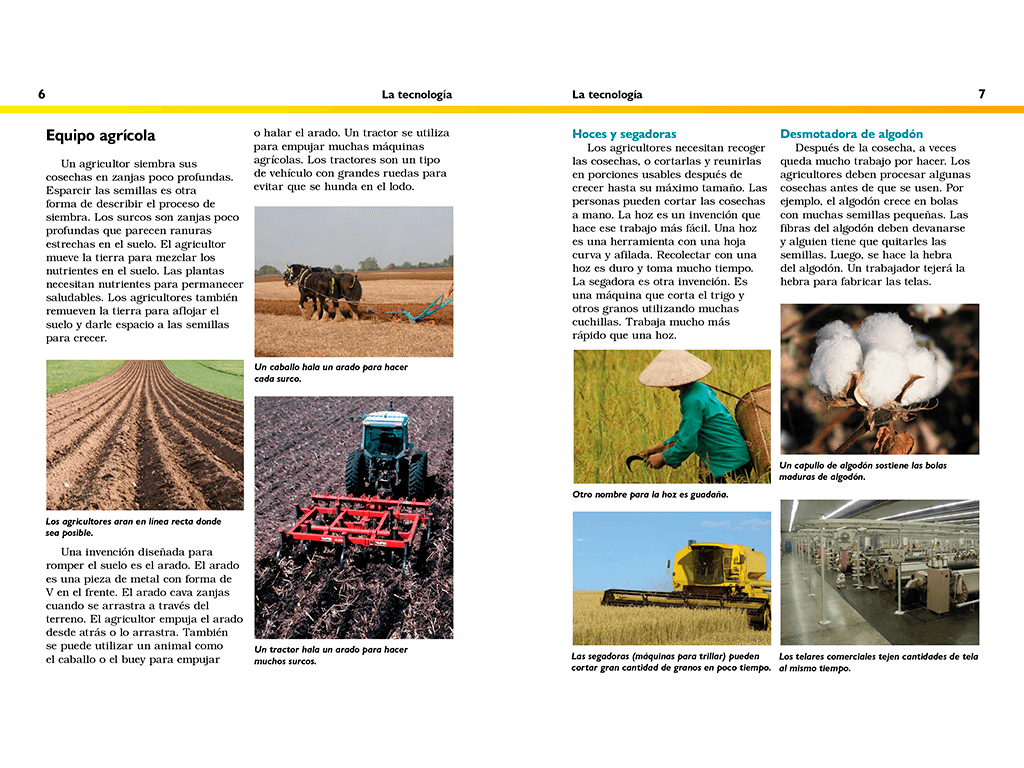 6
La tecnología
Equipo agrícola
Un agricultor siembra sus
cosechas en zanjas poco profundas.
Esparcir las semillas es otra
forma de describir el proceso de
siembra. Los surcos son zanjas poco
profundas que parecen ranuras
estrechas en el suelo. El agricultor
mueve la tierra para mezclar los
nutrientes en el suelo. Las plantas
necesitan nutrientes para permanecer
saludables. Los agricultores también
remueven la tierra para aflojar el
suelo y darle espacio a las semillas
para crecer.
Los agricultores aran en línea recta donde
sea posible.
Una invención diseñada para
romper el suelo es el arado. El arado
es una pieza de metal con forma de
V en el frente. El arado cava zanjas
cuando se arrastra a través del
terreno. El agricultor empuja el arado
desde atrás o lo arrastra. También
se puede utilizar un animal como
el caballo o el buey para empujar
o halar el arado. Un tractor se utiliza
para empujar muchas máquinas
agrícolas. Los tractores son un tipo
de vehículo con grandes ruedas para
evitar que se hunda en el lodo.
Un caballo hala un arado para hacer
cada surco.
Un tractor hala un arado para hacer
muchos surcos.
La tecnología
7
Hoces y segadoras
Los agricultores necesitan recoger
las cosechas, o cortarlas y reunirlas
en porciones usables después de
crecer hasta su máximo tamaño. Las
personas pueden cortar las cosechas
a mano. La hoz es un invención que
hace ese trabajo más fácil. Una hoz
es una herramienta con una hoja
curva y afilada. Recolectar con una
hoz es duro y toma mucho tiempo.
La segadora es otra invención. Es
una máquina que corta el trigo y
otros granos utilizando muchas
cuchillas. Trabaja mucho más
rápido que una hoz.
Otro nombre para la hoz es guadaña.
Las segadoras (máquinas para trillar) pueden
cortar gran cantidad de granos en poco tiempo.
Desmotadora de algodón
Después de la cosecha, a veces
queda mucho trabajo por hacer. Los
agricultores deben procesar algunas
cosechas antes de que se usen. Por
ejemplo, el algodón crece en bolas
con muchas semillas pequeñas. Las
fibras del algodón deben devanarse
y alguien tiene que quitarles las
semillas. Luego, se hace la hebra
del algodón. Un trabajador tejerá la
hebra para fabricar las telas.
Un capullo de algodón sostiene las bolas
maduras de algodón.
Los telares comerciales tejen cantidades de tela
al mismo tiempo.